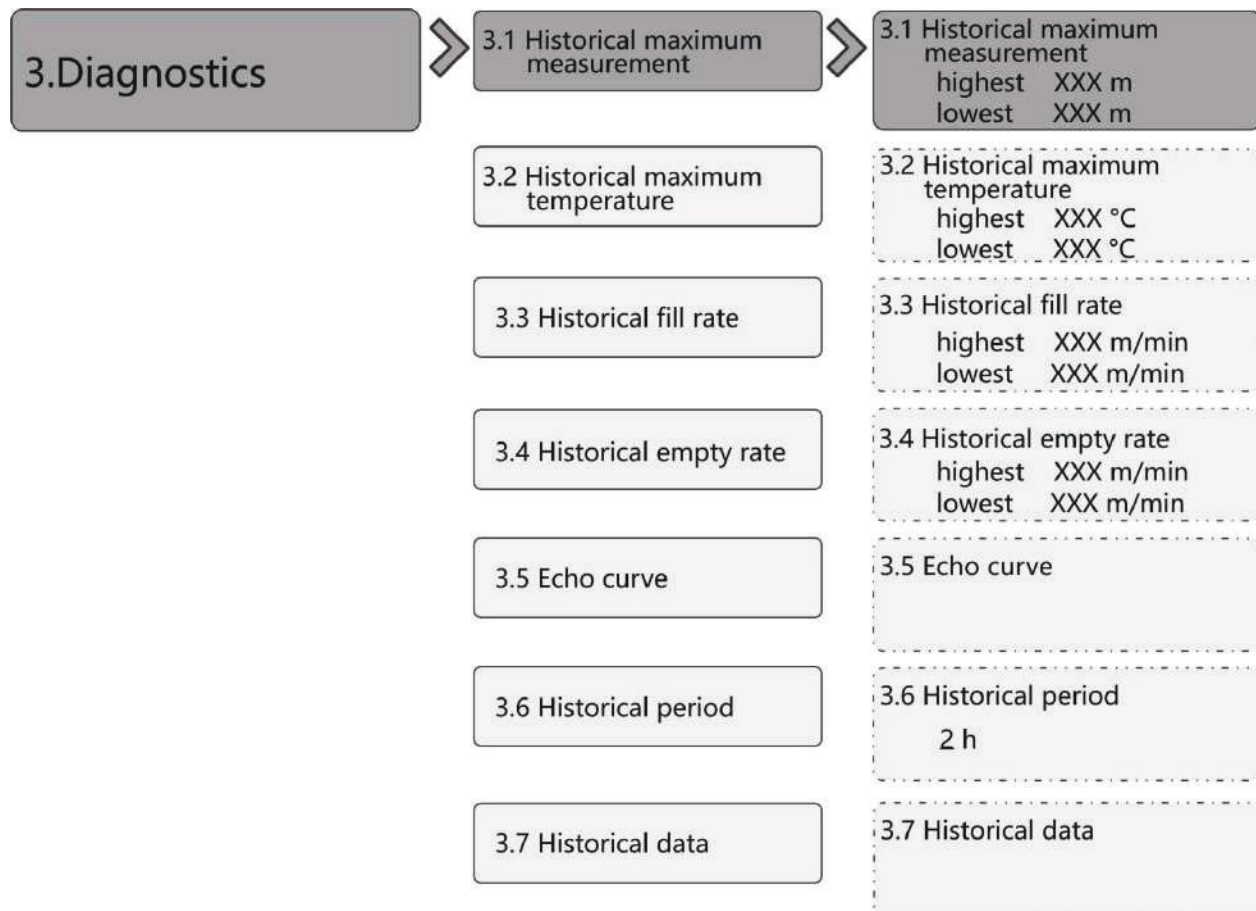 3.Diagnostics
3.1 Historical maximum
measurement
3.1 Historical maximum
measurement
highest XXX m
lowest XXX m
3.2 Historical maximum
temperature
3.2 Historical maximum
temperature
highest XXX °C
lowest XXX °C
3.3 Historical fill rate
3.3 Historical fill rate
highest XXX m/min
lowest XXX m/min
3.4 Historical empty rate
3.4 Historical empty rate
highest XXX m/min
lowest XXX m/min
3.5 Echo curve
3.5 Echo curve
3.6 Historical period
3.6 Historical period
2 h
3.7 Historical data
3.7 Historical data